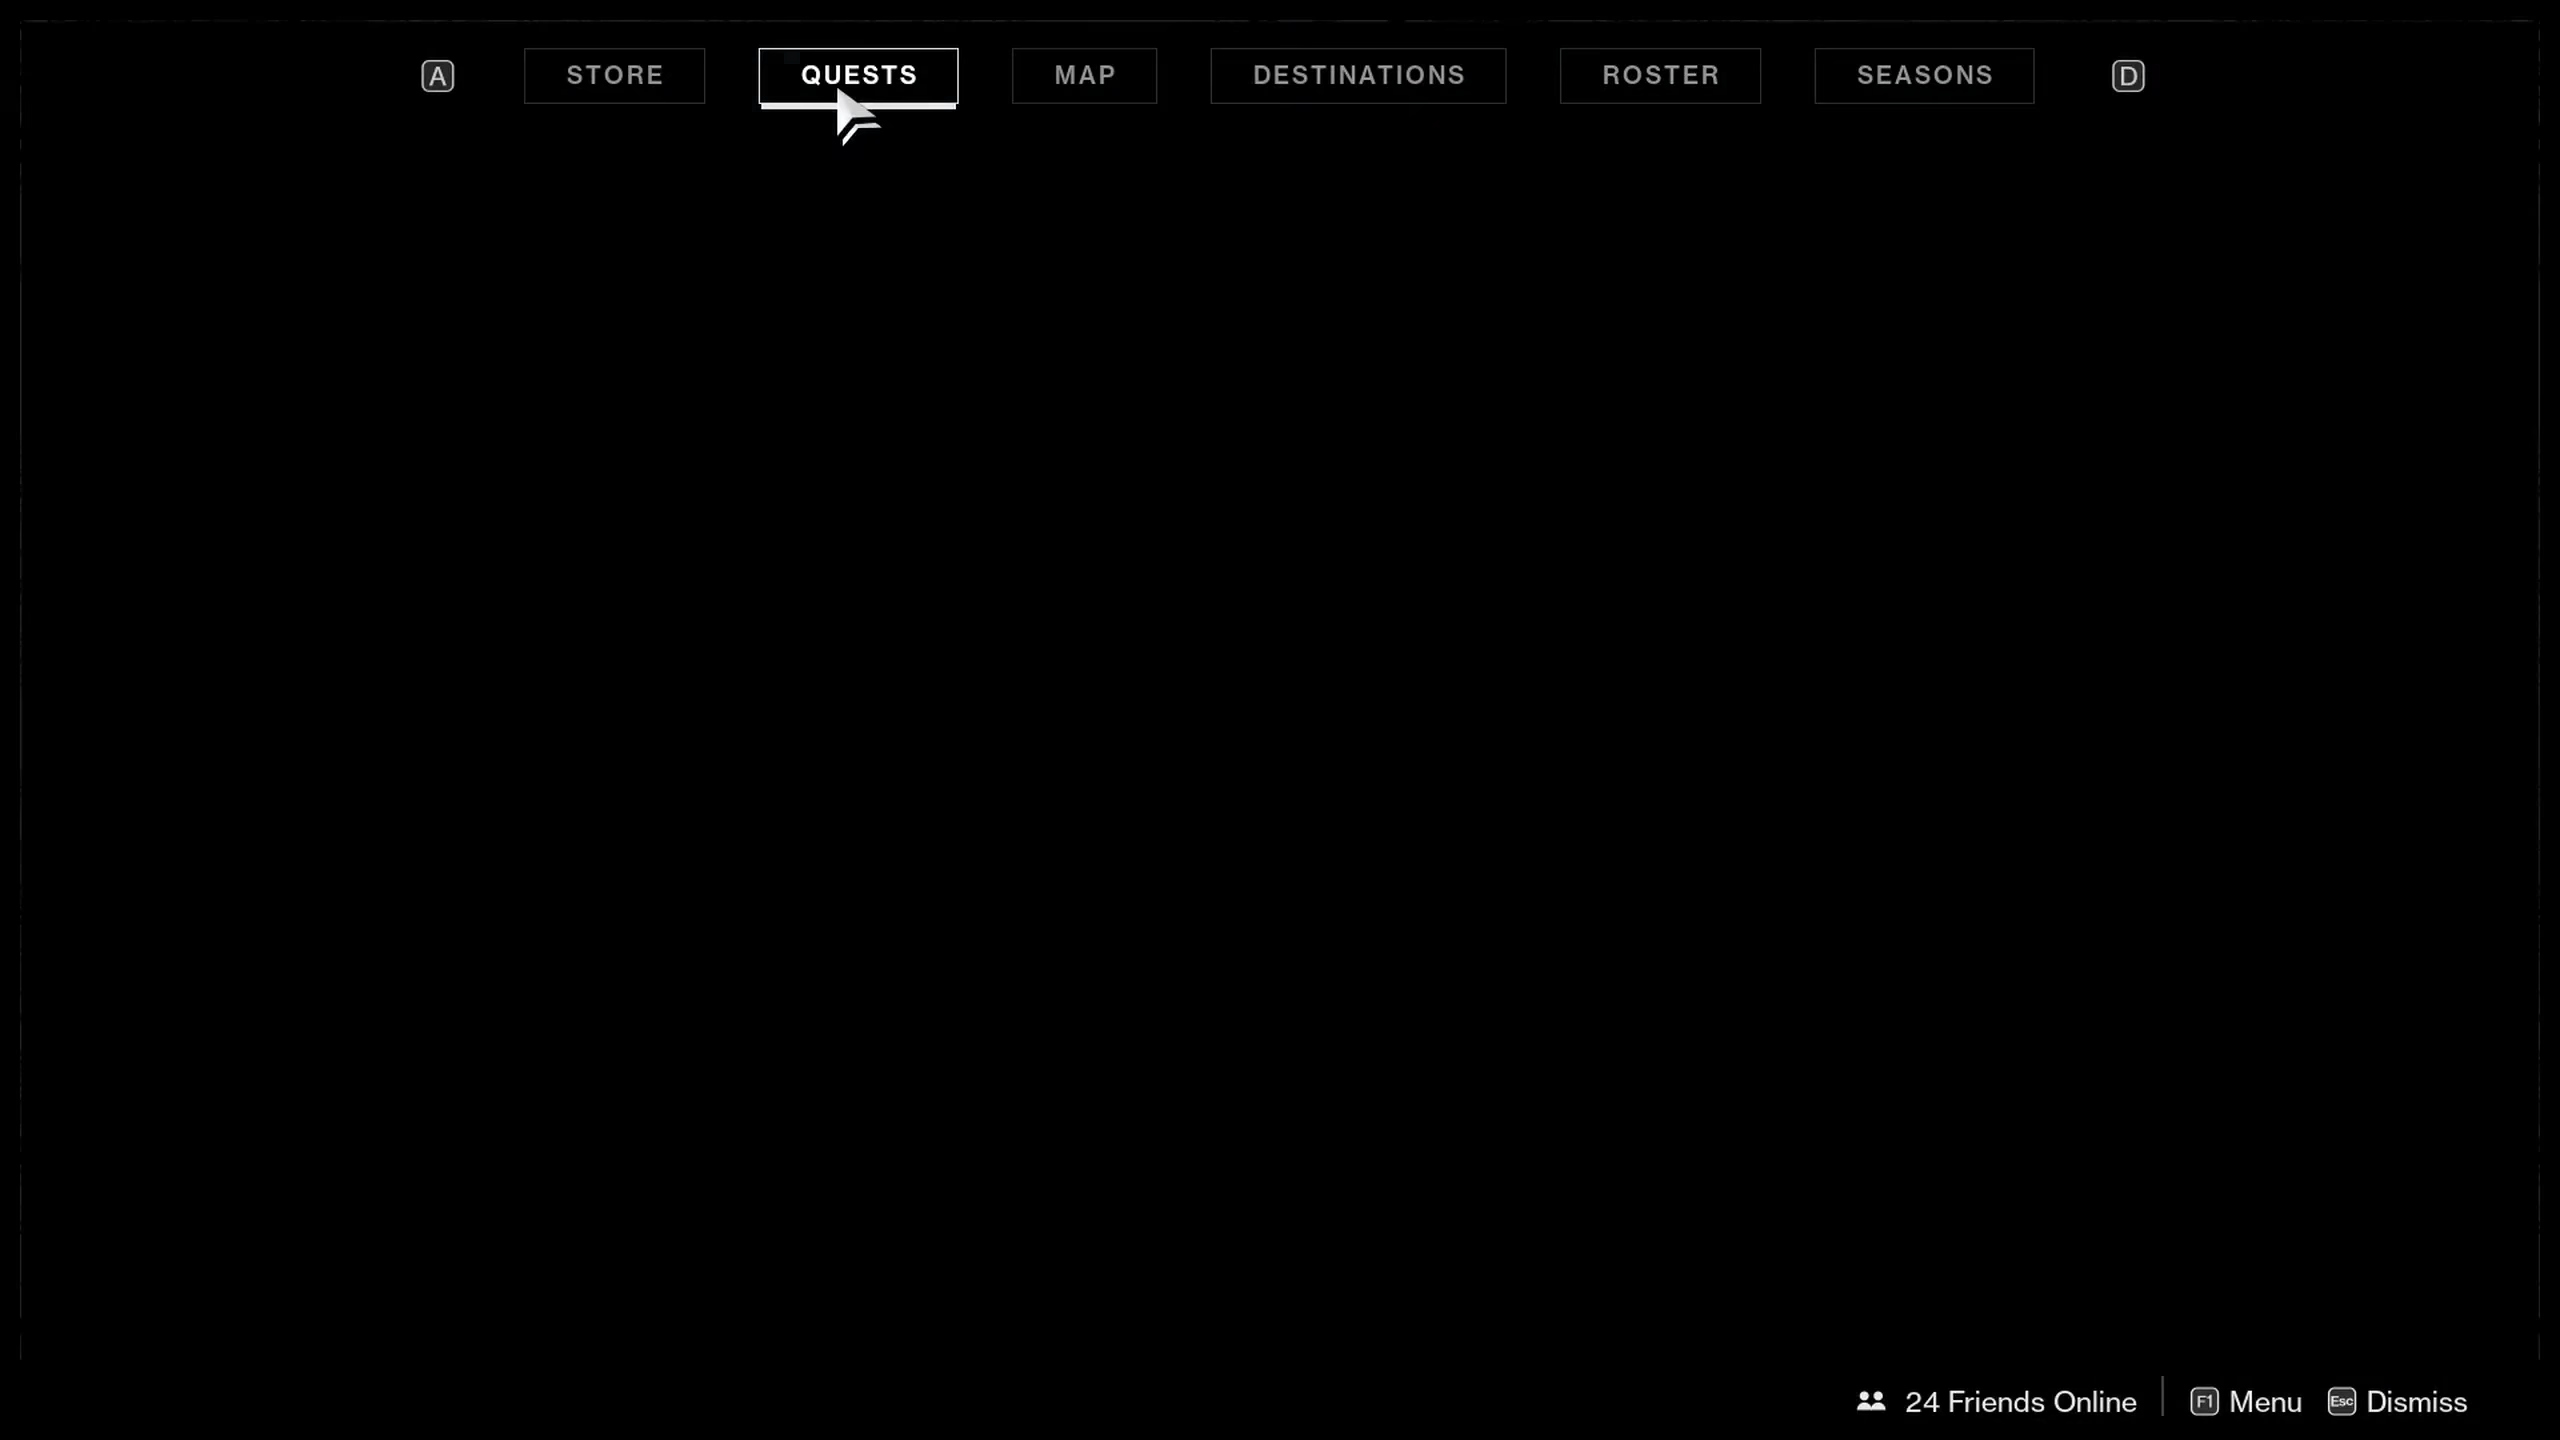 A STORE QUESTS MAP DESTINATIONS ROSTER SEASONS D
24 Friends Online F1 Menu Esc Dismiss